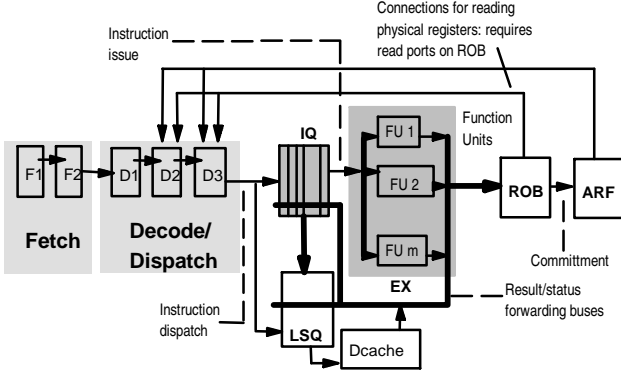 Connections for reading
physical registers: requires
read ports on ROB
Instruction
issue
IQ
Function
Units
FU 1
FU 2
FU m
EX
F1
F2
D1
D2
D3
Fetch
Decode/
Dispatch
ROB
ARF
Committment
Instruction
dispatch
LSQ
Dcache
Result/status
forwarding buses